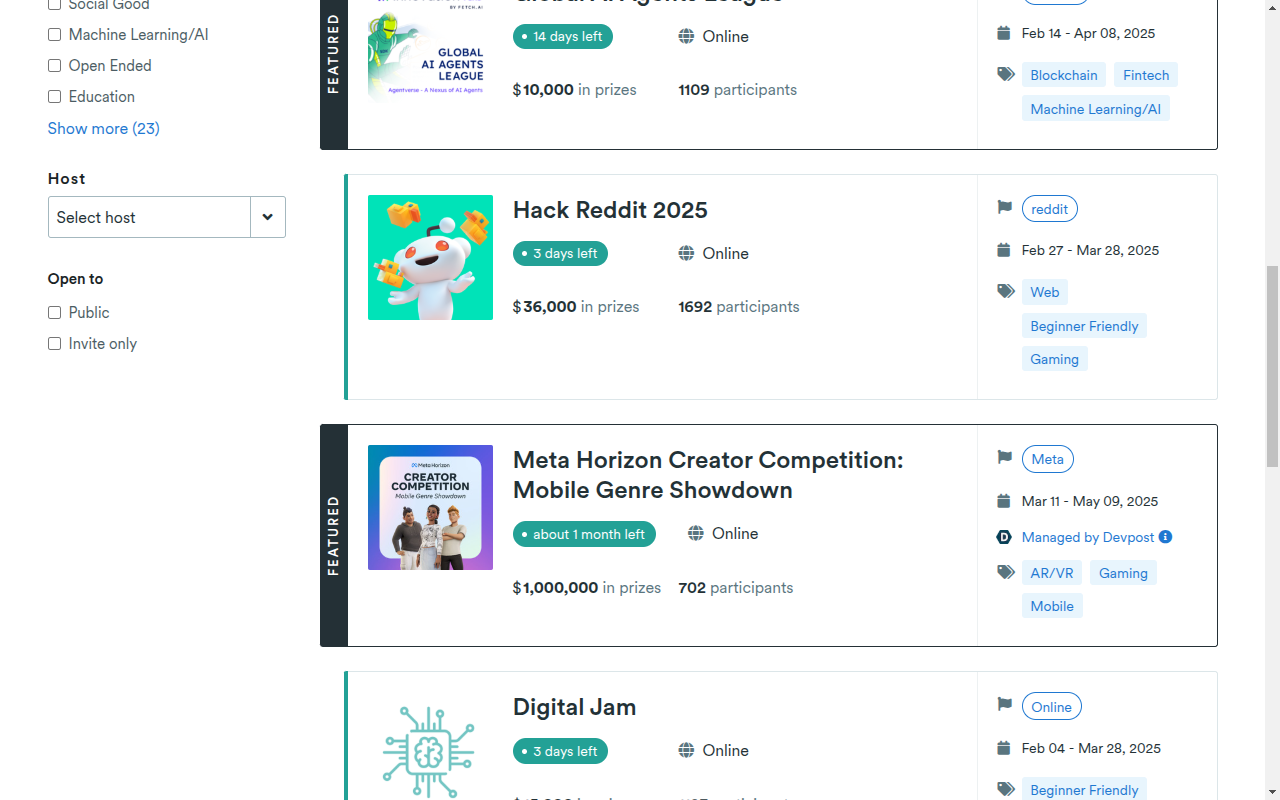 Social Good
Machine Learning/AI
Open Ended
Education
Show more (23)
Host
Select host
Open to
Public
Invite only
FEATURED
Global AI Agents League
BY FETCH.AI
GLOBAL
AI AGENTS
LEAGUE
Agentverse - A Nexus of AI Agents
14 days left
Online
$10,000 in prizes
1109 participants
Feb 14 - Apr 08, 2025
Blockchain
Fintech
Machine Learning/AI
Hack Reddit 2025
3 days left
Online
$36,000 in prizes
1692 participants
reddit
Feb 27 - Mar 28, 2025
Web
Beginner Friendly
Gaming
FEATURED
Meta Horizon
CREATOR
COMPETITION
Mobile Genre Showdown
Meta Horizon Creator Competition:
Mobile Genre Showdown
about 1 month left
Online
$1,000,000 in prizes
702 participants
Meta
Mar 11 - May 09, 2025
Managed by Devpost
AR/VR
Gaming
Mobile
Digital Jam
3 days left
Online
Online
Feb 04 - Mar 28, 2025
Beginner Friendly